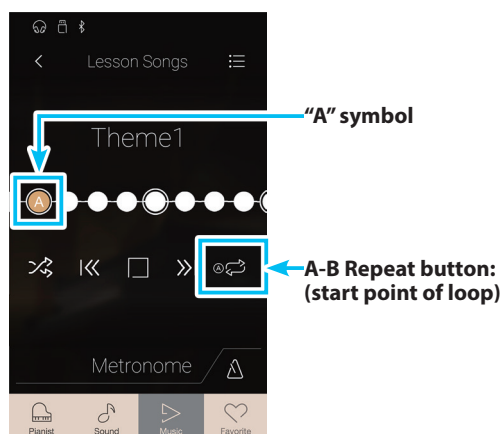 Lesson Songs
“A” symbol
Theme1
A
A
A-B Repeat button:
(start point of loop)
Metronome
Pianist
Sound
Music
Favorite